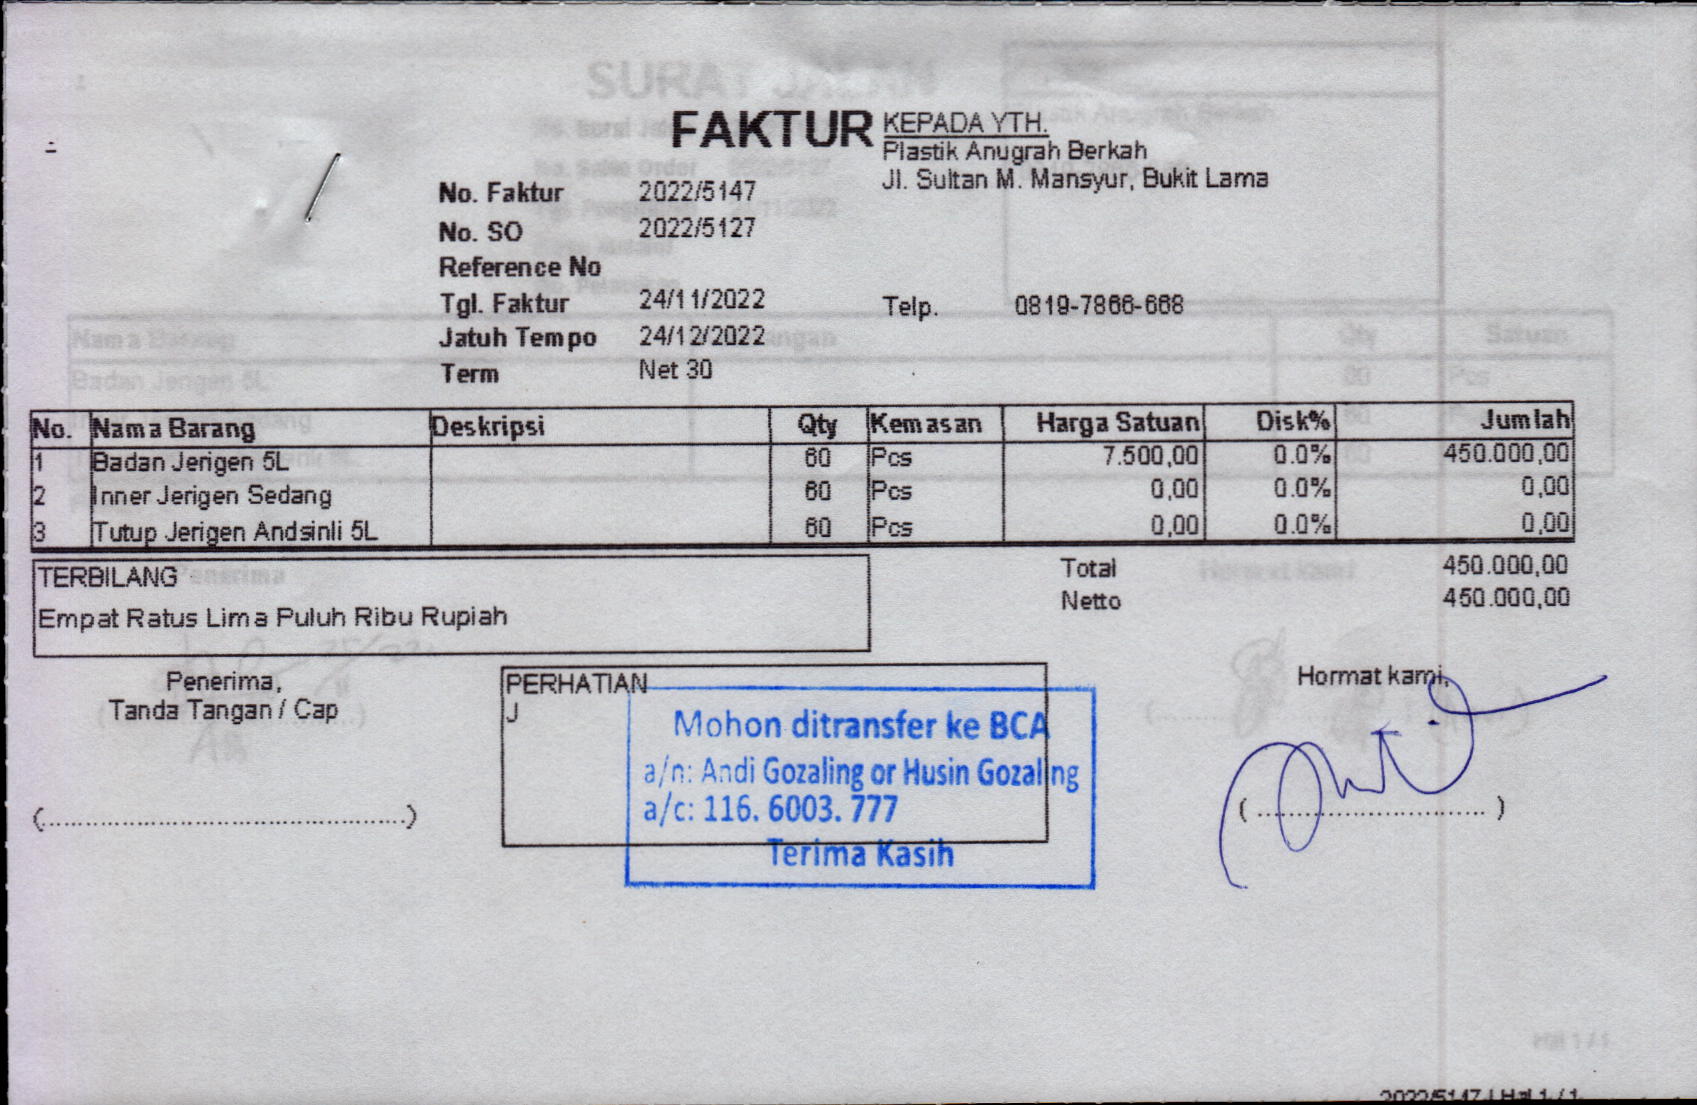 FAKTUR
KEPADA YTH.
Plastik Anugrah Berkah
Jl. Sultan M. Mansyur, Bukit Lama
No. Faktur 2022/5147
No. SO 2022/5127
Reference No
Tgl. Faktur 24/11/2022
Telp. 0819-7866-668
Jatuh Tempo 24/12/2022
Term Net 30
No. Nama Barang Deskripsi Qty Kemasan Harga Satuan Disk% Jumlah
1 Badan Jerigen 5L 60 Pcs 7.500,00 0.0% 450.000,00
2 Inner Jerigen Sedang 60 Pcs 0,00 0.0% 0,00
3 Tutup Jerigen Andsinli 5L 60 Pcs 0,00 0.0% 0,00
TERBILANG
Empat Ratus Lima Puluh Ribu Rupiah
Total 450.000,00
Netto 450.000,00
Penerima,
Tanda Tangan / Cap
(..................................................)
PERHATIAN
J
Mohon ditransfer ke BCA
a/n: Andi Gozaling or Husin Gozaling
a/c: 116. 6003. 777
Terima Kasih
Hormat kami,
( ............................... )
2022/5147 / Hal 1 / 1